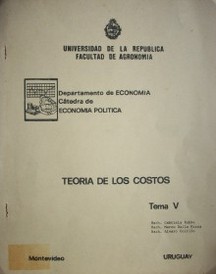 UNIVERSIDAD DE LA REPUBLICA
FACULTAD DE AGRONOMIA
Departamento de ECONOMIA
Cátedra de
ECONOMIA POLITICA
TEORIA DE LOS COSTOS
Tema V
Montevideo
URUGUAY